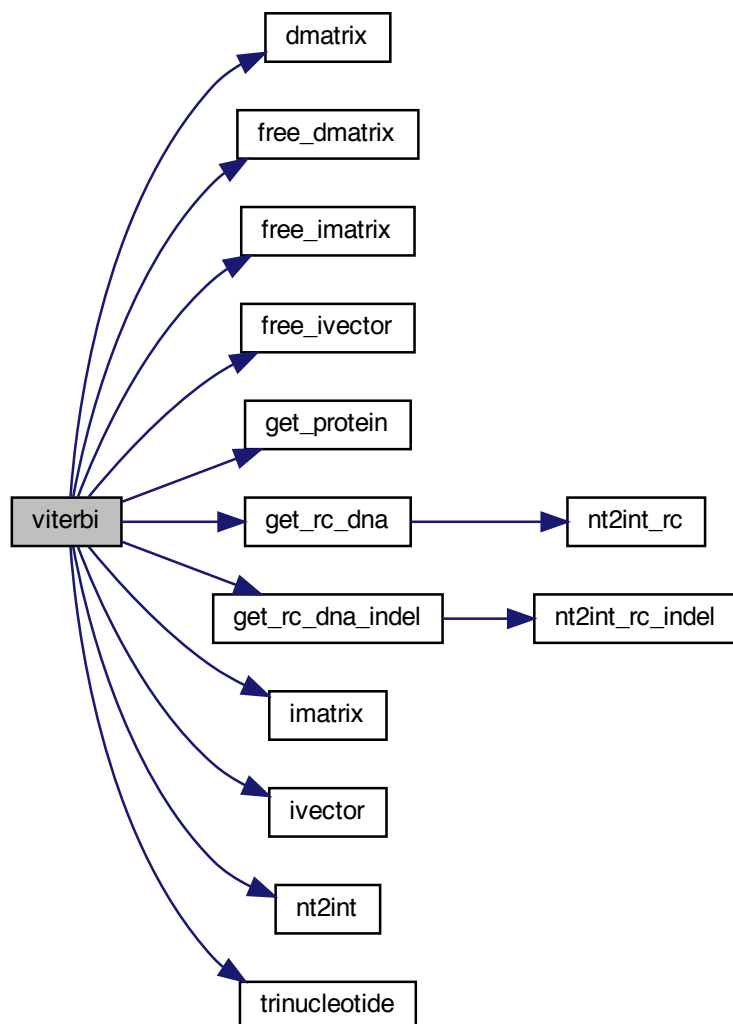 dmatrix
free_dmatrix
free_imatrix
free_ivector
get_protein
viterbi
get_rc_dna
nt2int_rc
get_rc_dna_indel
nt2int_rc_indel
imatrix
ivector
nt2int
trinucleotide